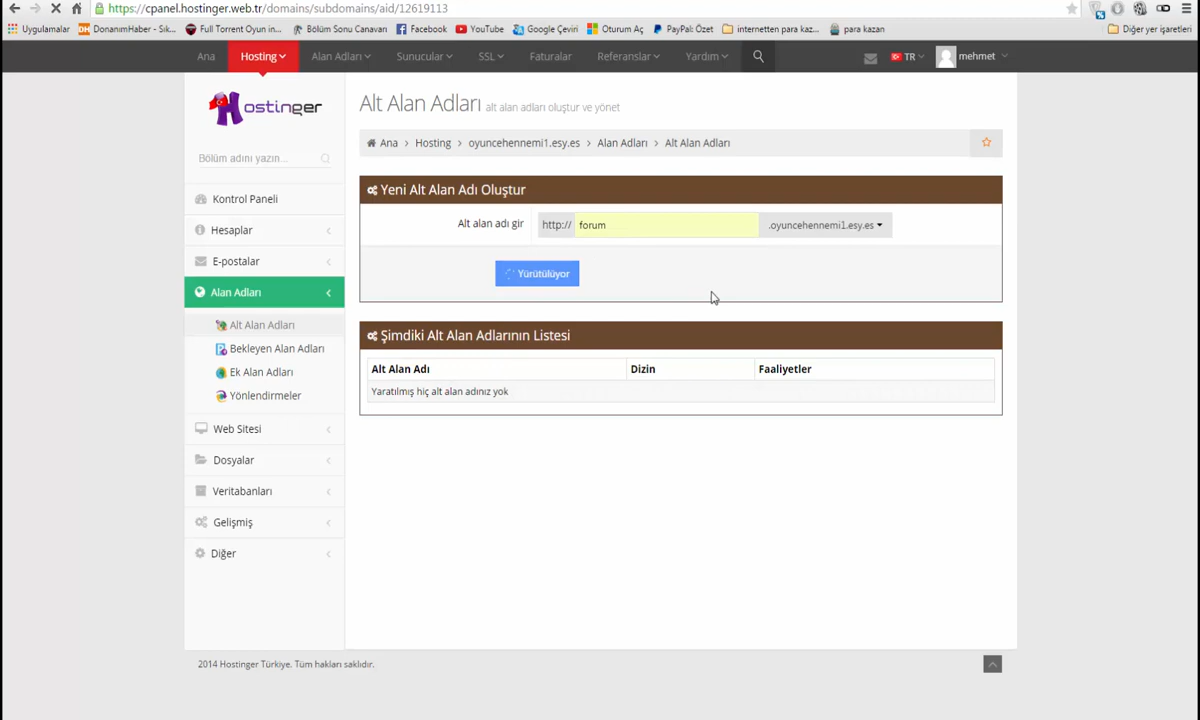 https://cpanel.hostinger.web.tr/domains/subdomains/aid/12619113
Uygulamalar DonanımHaber - Sık... Full Torrent Oyun in... Bölüm Sonu Canavarı Facebook YouTube Google Çeviri Oturum Aç PayPal: Özet internetten para kaz... para kazan Diğer yer işaretleri
Ana Hosting Alan Adları Sunucular SSL Faturalar Referanslar Yardım TR mehmet
Hostinger
Bölüm adını yazın...
Kontrol Paneli
Hesaplar
E-postalar
Alan Adları
Alt Alan Adları
Bekleyen Alan Adları
Ek Alan Adları
Yönlendirmeler
Web Sitesi
Dosyalar
Veritabanları
Gelişmiş
Diğer
Alt Alan Adları alt alan adları oluştur ve yönet
Ana > Hosting > oyuncehennemi1.esy.es > Alan Adları > Alt Alan Adları
Yeni Alt Alan Adı Oluştur
Alt alan adı gir http:// forum .oyuncehennemi1.esy.es
Yürütülüyor
Şimdiki Alt Alan Adlarının Listesi
Alt Alan Adı Dizin Faaliyetler
Yaratılmış hiç alt alan adınız yok
2014 Hostinger Türkiye. Tüm hakları saklıdır.